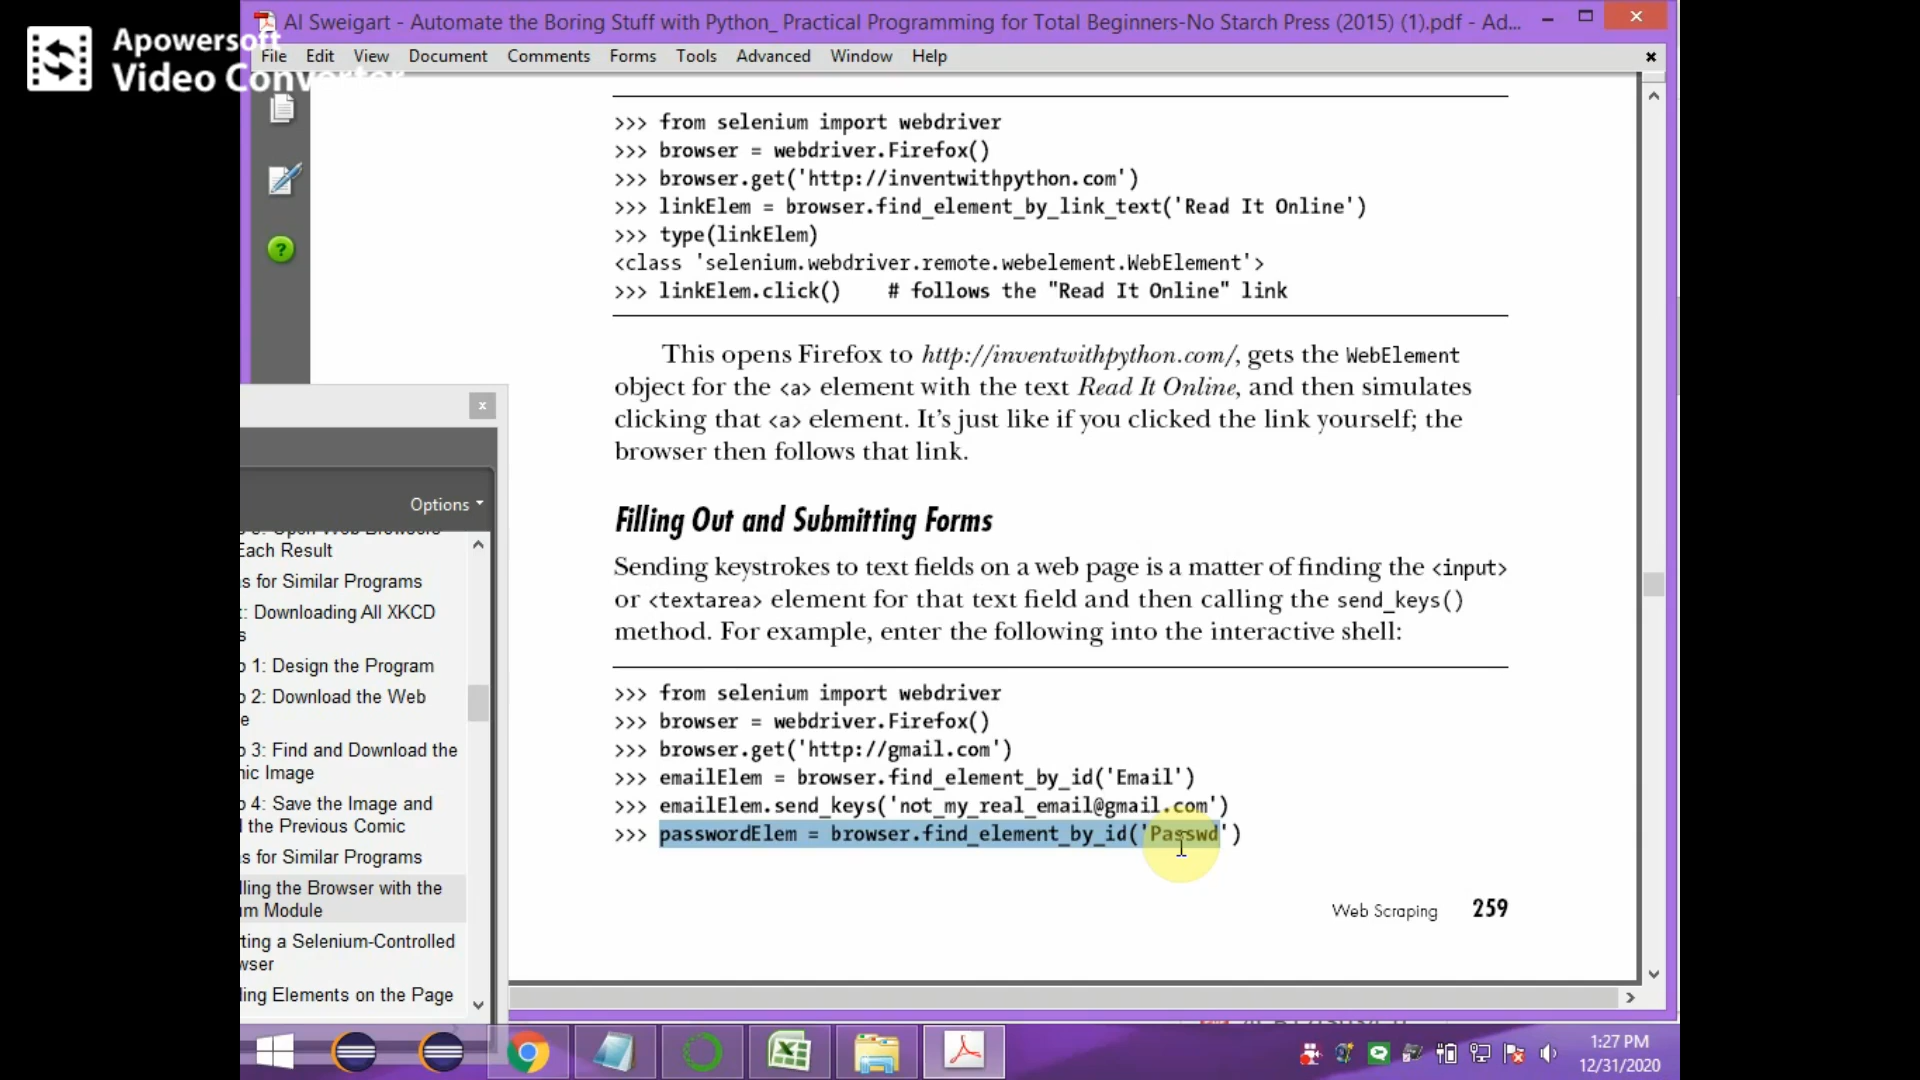 Al Sweigart - Automate the Boring Stuff with Python_ Practical Programming for Total Beginners-No Starch Press (2015) (1).pdf - Ad...
Apowersoft
Video Converter
File Edit View Document Comments Forms Tools Advanced Window Help
>>> from selenium import webdriver
>>> browser = webdriver.Firefox()
>>> browser.get('http://inventwithpython.com')
>>> linkElem = browser.find_element_by_link_text('Read It Online')
>>> type(linkElem)
<class 'selenium.webdriver.remote.webelement.WebElement'>
>>> linkElem.click() # follows the "Read It Online" link
This opens Firefox to http://inventwithpython.com/, gets the WebElement
object for the <a> element with the text Read It Online, and then simulates
clicking that <a> element. It's just like if you clicked the link yourself; the
browser then follows that link.
Filling Out and Submitting Forms
Sending keystrokes to text fields on a web page is a matter of finding the <input>
or <textarea> element for that text field and then calling the send_keys()
method. For example, enter the following into the interactive shell:
>>> from selenium import webdriver
>>> browser = webdriver.Firefox()
>>> browser.get('http://gmail.com')
>>> emailElem = browser.find_element_by_id('Email')
>>> emailElem.send_keys('not_my_real_email@gmail.com')
>>> passwordElem = browser.find_element_by_id('Passwd')
Web Scraping 259
Options
Each Result
s for Similar Programs
: Downloading All XKCD
s
1: Design the Program
2: Download the Web
e
3: Find and Download the
nic Image
4: Save the Image and
the Previous Comic
s for Similar Programs
lling the Browser with the
m Module
ting a Selenium-Controlled
wser
ling Elements on the Page
1:27 PM
12/31/2020